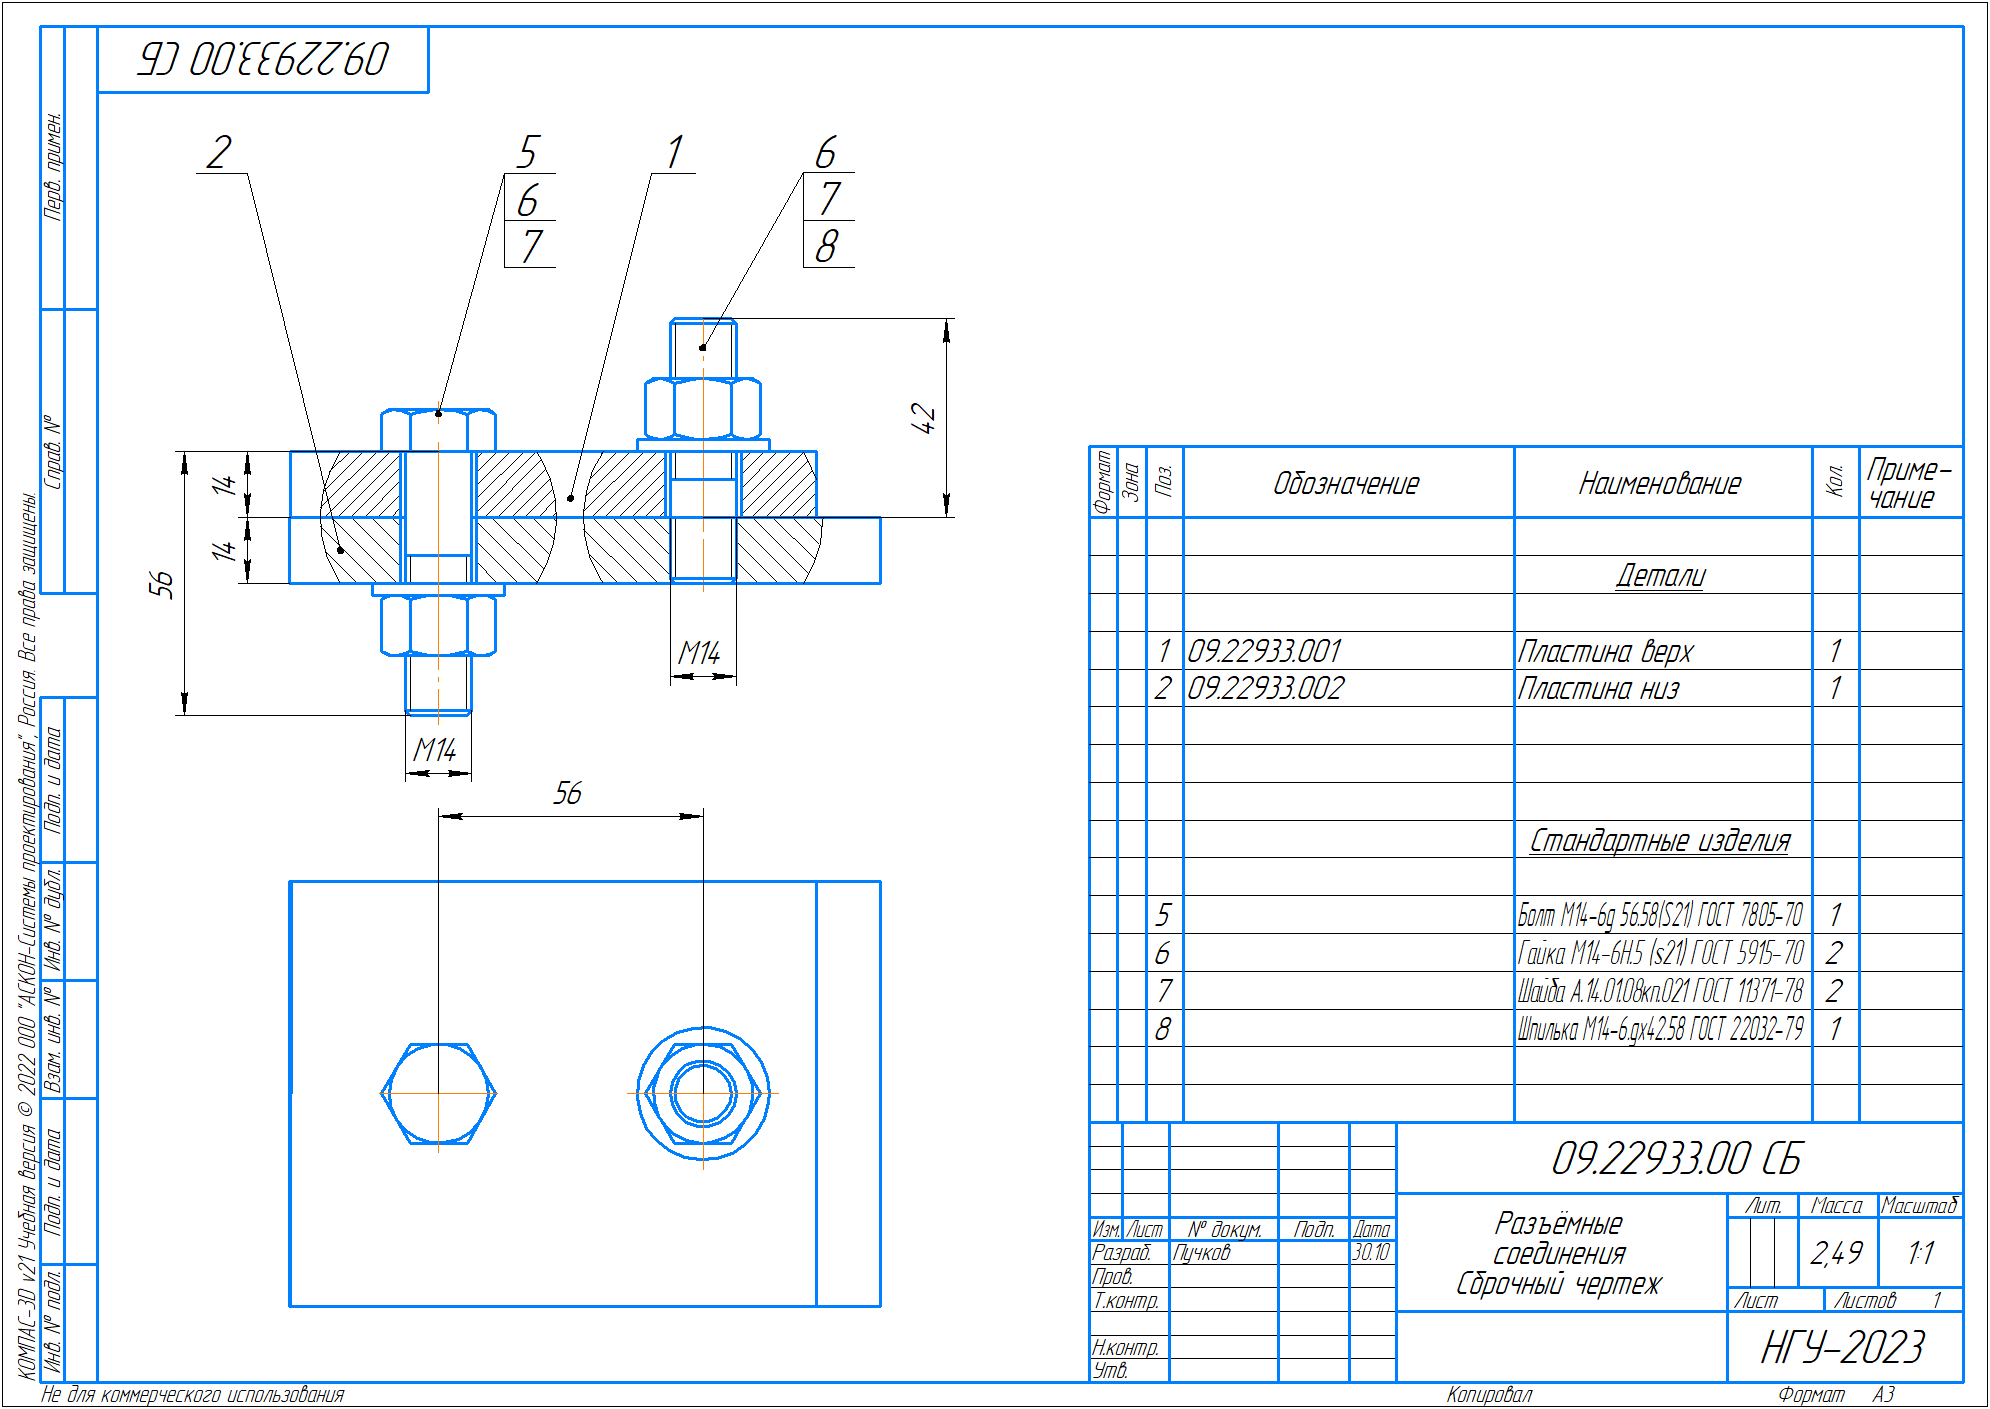 09.22933.00 СБ
Перв. примен.
Справ. №
Подп. и дата
Инв. № дубл.
Взам. инв. №
Подп. и дата
Инв. № подл.
КОМПАС-3D v21 Учебная версия © 2022 ООО "АСКОН-Системы проектирования", Россия. Все права защищены.
2
5
6
7
1
6
7
8
42
14
14
56
М14
М14
56
Формат Зона Поз. Обозначение Наименование Кол. Приме-
чание
Детали
1 09.22933.001 Пластина верх 1
2 09.22933.002 Пластина низ 1
Стандартные изделия
5 Болт М14-6g 56.58(S21) ГОСТ 7805-70 1
6 Гайка М14-6Н.5 (s21) ГОСТ 5915-70 2
7 Шайба А.14.01.08кп.021 ГОСТ 11371-78 2
8 Шпилька М14-6.gх42.58 ГОСТ 22032-79 1
09.22933.00 СБ
Изм. Лист № докум. Подп. Дата
Разраб. Пучков 30.10
Пров.
Т.контр.
Н.контр.
Утв.
Разъёмные
соединения
Сброчный чертеж
Лит. Масса Масштаб
2,49 1:1
Лист Листов 1
НГУ-2023
Не для коммерческого использования
Копировал
Формат А3